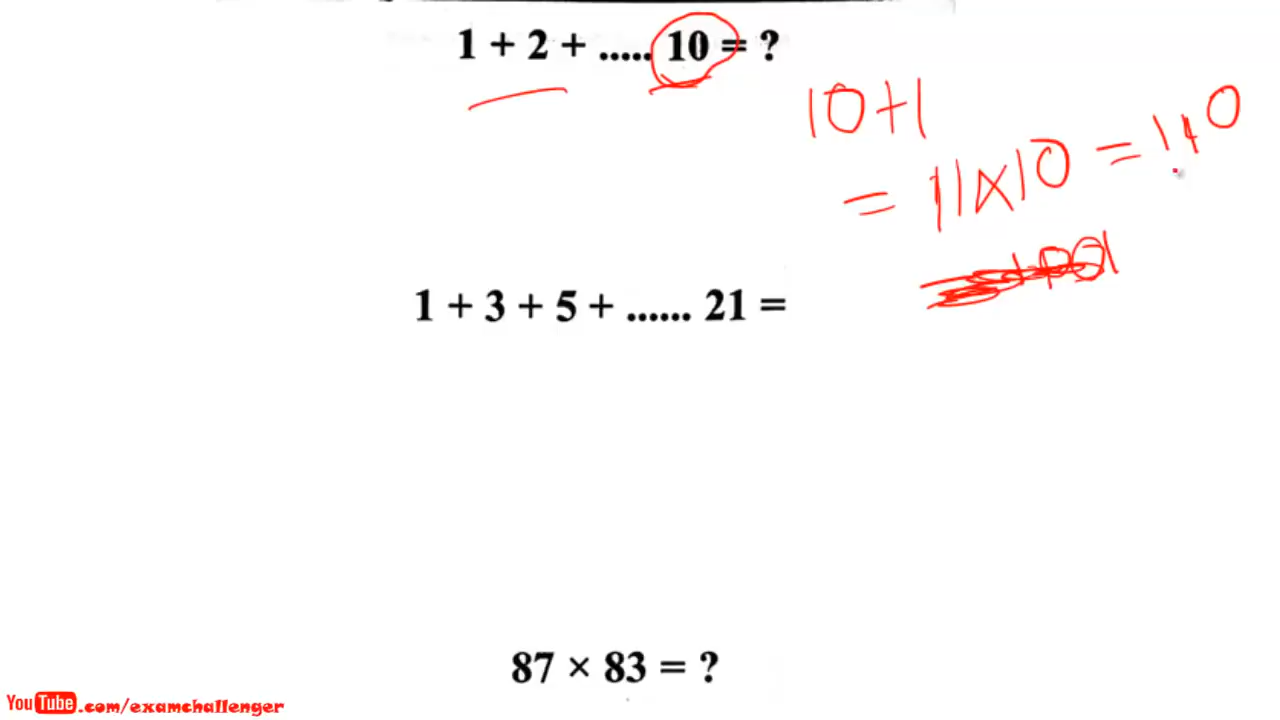 1 + 2 + ..... 10 = ?
10+1
= 11×10 = 110
1 + 3 + 5 + ...... 21 =
87 × 83 = ?
YouTube.com/examchallenger